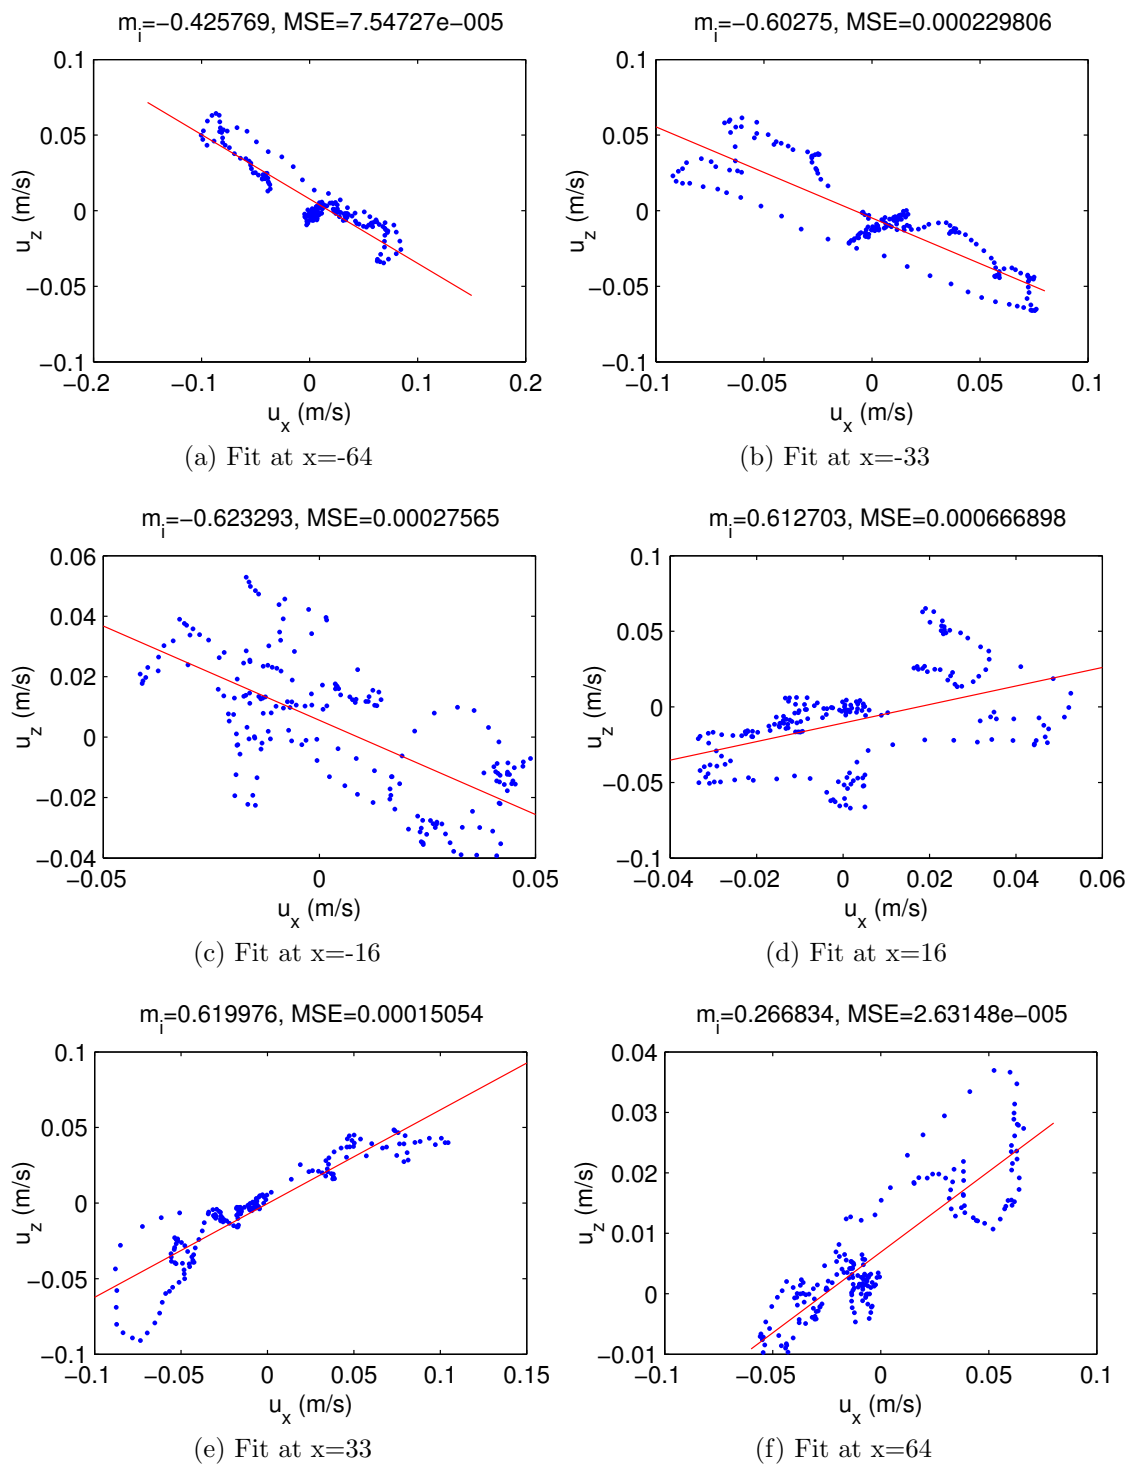 m_i=−0.425769, MSE=7.54727e−005
0.1
0.05
0
−0.05
−0.1
u_z (m/s)
−0.2 −0.1 0 0.1 0.2
u_x (m/s)
(a) Fit at x=-64
m_i=−0.60275, MSE=0.000229806
0.1
0.05
0
−0.05
−0.1
u_z (m/s)
−0.1 −0.05 0 0.05 0.1
u_x (m/s)
(b) Fit at x=-33
m_i=−0.623293, MSE=0.00027565
0.06
0.04
0.02
0
−0.02
−0.04
u_z (m/s)
−0.05 0 0.05
u_x (m/s)
(c) Fit at x=-16
m_i=0.612703, MSE=0.000666898
0.1
0.05
0
−0.05
−0.1
u_z (m/s)
−0.04 −0.02 0 0.02 0.04 0.06
u_x (m/s)
(d) Fit at x=16
m_i=0.619976, MSE=0.00015054
0.1
0.05
0
−0.05
−0.1
u_z (m/s)
−0.1 −0.05 0 0.05 0.1 0.15
u_x (m/s)
(e) Fit at x=33
m_i=0.266834, MSE=2.63148e−005
0.04
0.03
0.02
0.01
0
−0.01
u_z (m/s)
−0.1 −0.05 0 0.05 0.1
u_x (m/s)
(f) Fit at x=64